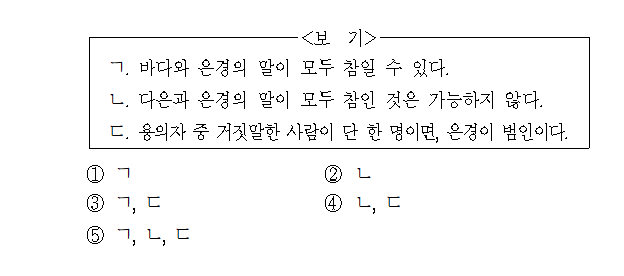 <보 기>
ㄱ. 바다와 은경의 말이 모두 참일 수 있다.
ㄴ. 다은과 은경의 말이 모두 참인 것은 가능하지 않다.
ㄷ. 용의자 중 거짓말한 사람이 단 한 명이면, 은경이 범인이다.
① ㄱ ② ㄴ
③ ㄱ, ㄷ ④ ㄴ, ㄷ
⑤ ㄱ, ㄴ, ㄷ